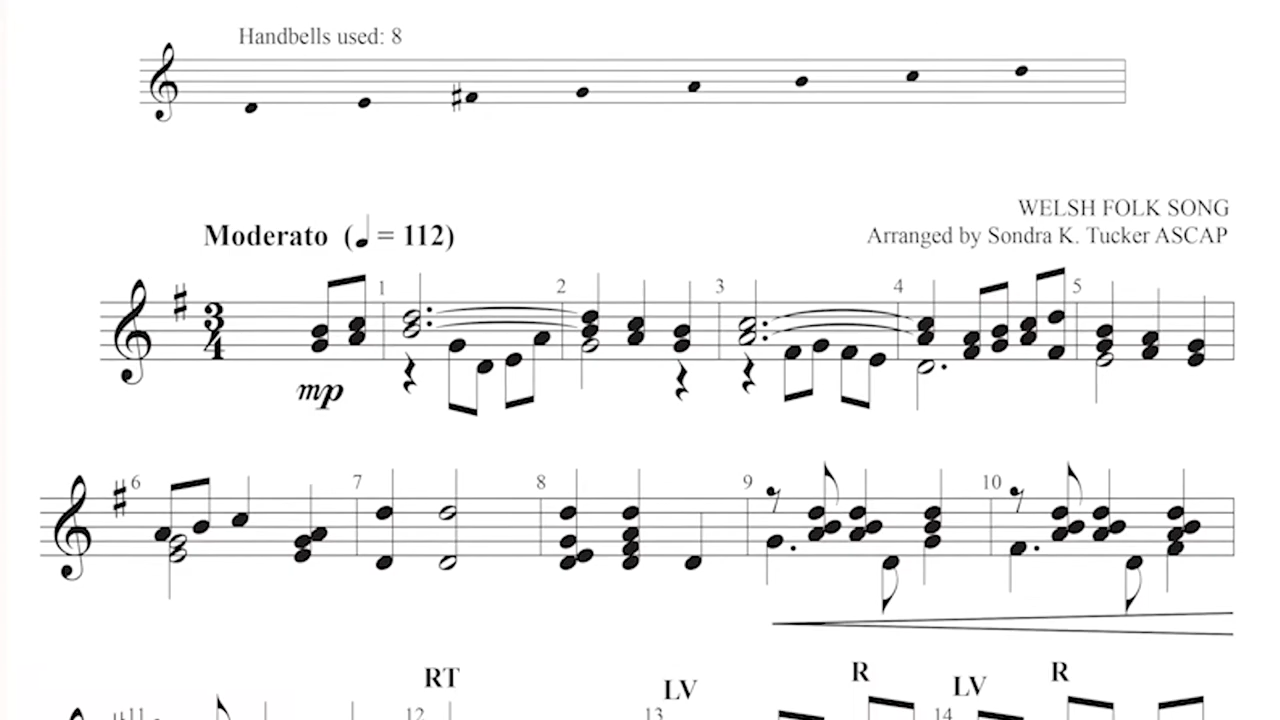 Handbells used: 8
WELSH FOLK SONG
Moderato (♩ = 112)
Arranged by Sondra K. Tucker ASCAP
1 2 3 4 5
3
4
mp
6 7 8 9 10
RT LV R LV R
11 12 13 14